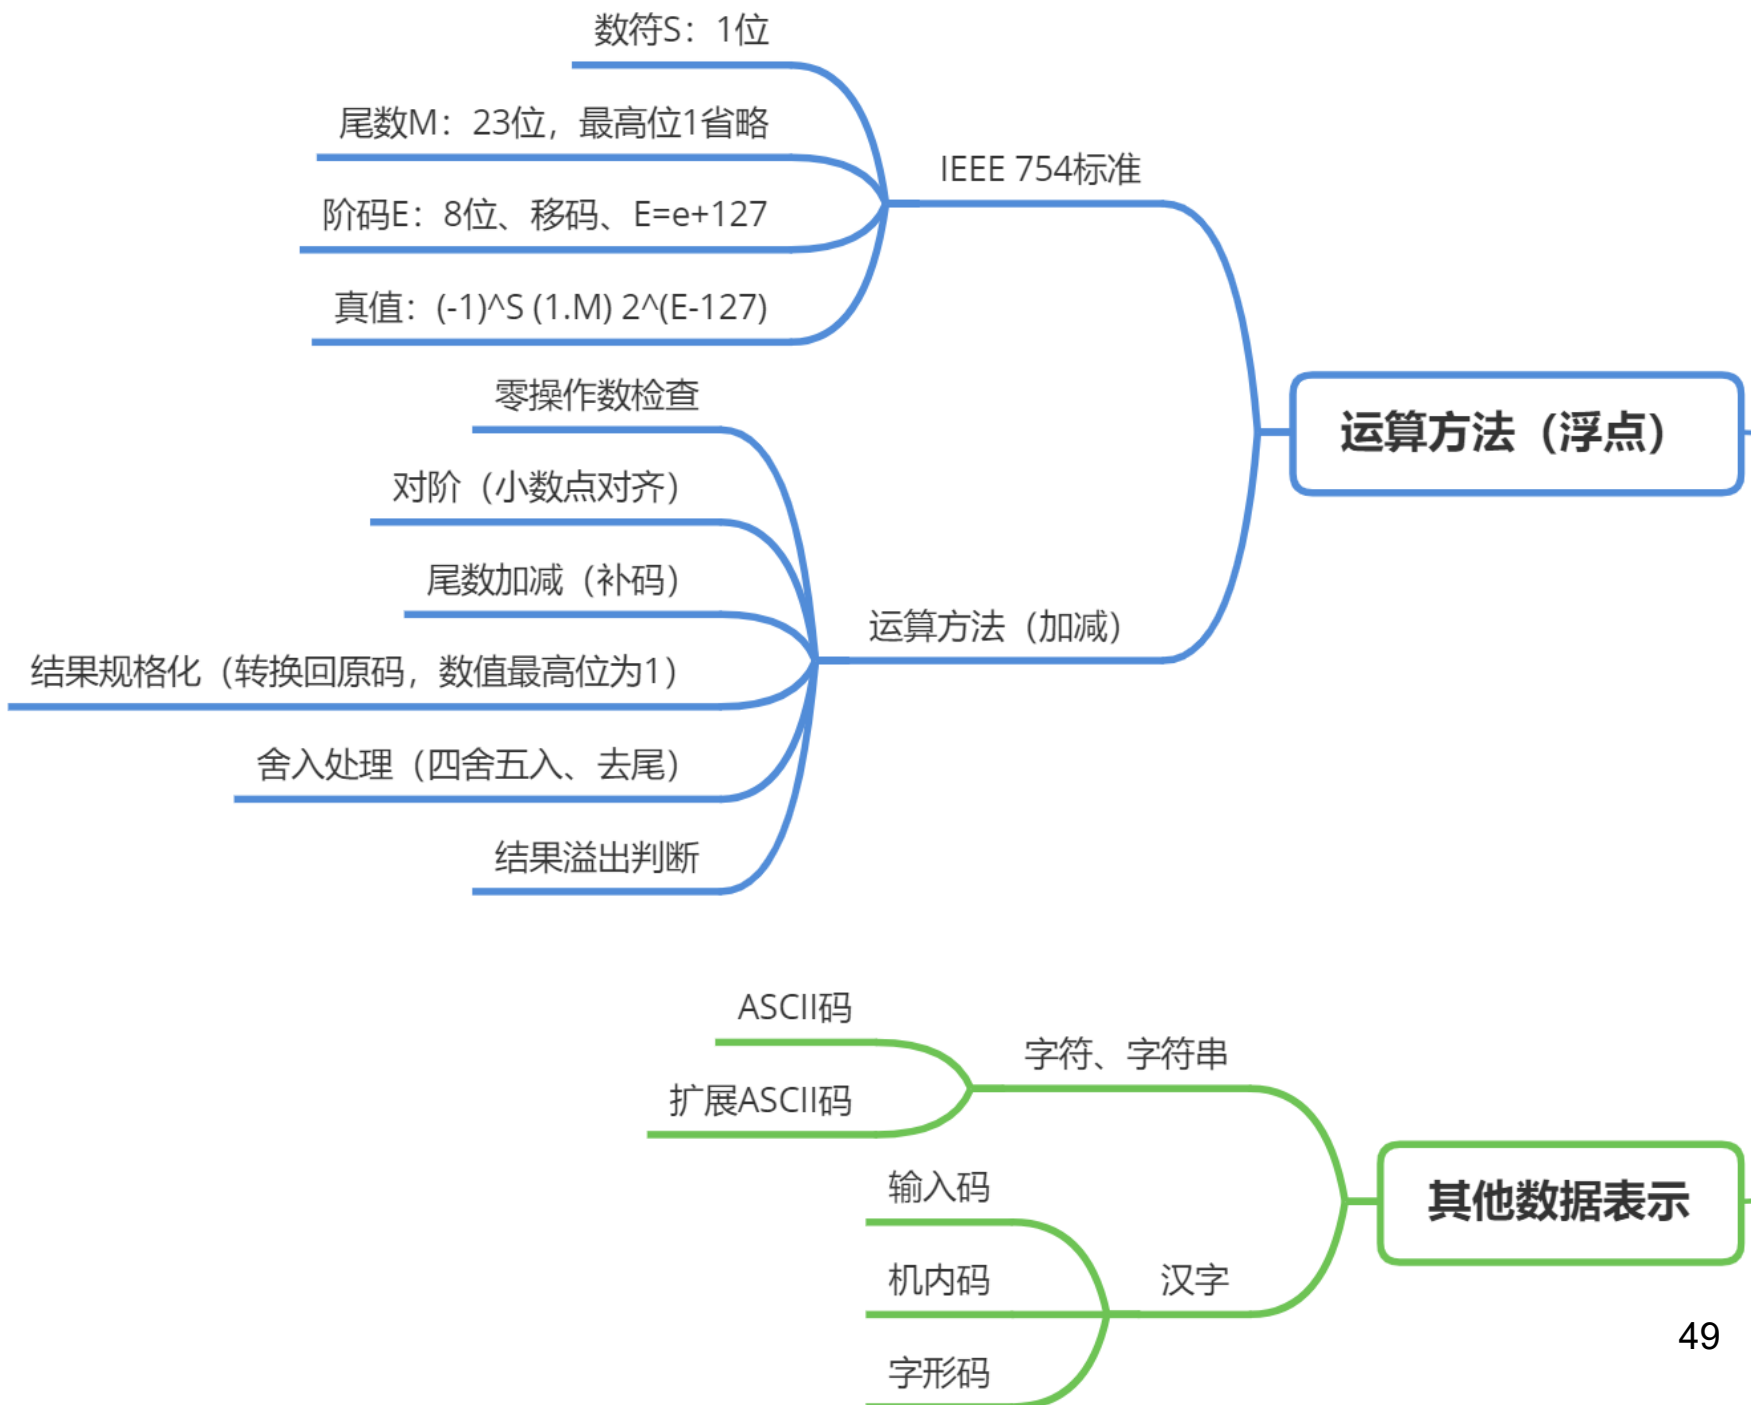 数符S：1位
尾数M：23位，最高位1省略
阶码E：8位、移码、E=e+127
真值：(-1)^S (1.M) 2^(E-127)
IEEE 754标准
零操作数检查
对阶（小数点对齐）
尾数加减（补码）
结果规格化（转换回原码，数值最高位为1）
舍入处理（四舍五入、去尾）
结果溢出判断
运算方法（加减）
运算方法（浮点）
ASCII码
扩展ASCII码
字符、字符串
输入码
机内码
字形码
汉字
其他数据表示
49